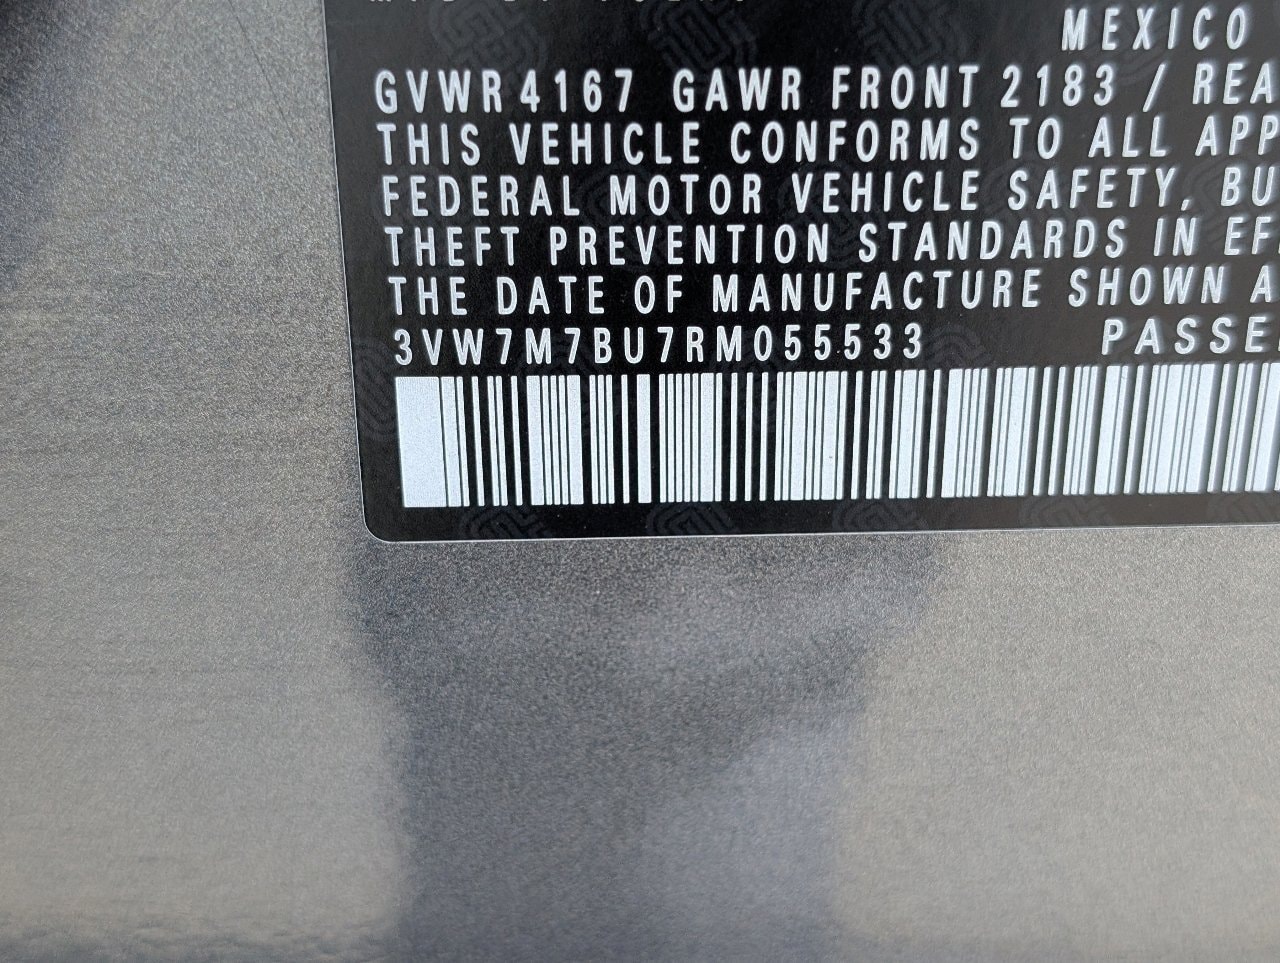 MEXICO
GVWR 4167 GAWR FRONT 2183 / REA
THIS VEHICLE CONFORMS TO ALL APP
FEDERAL MOTOR VEHICLE SAFETY, BU
THEFT PREVENTION STANDARDS IN EF
THE DATE OF MANUFACTURE SHOWN A
3VW7M7BU7RM055533 PASSE